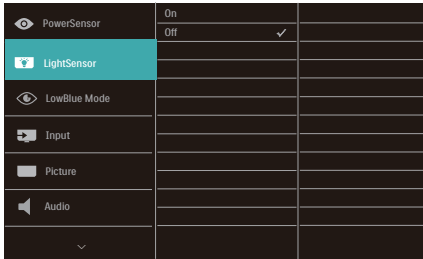 PowerSensor
LightSensor
LowBlue Mode
Input
Picture
Audio
On
Off ✓